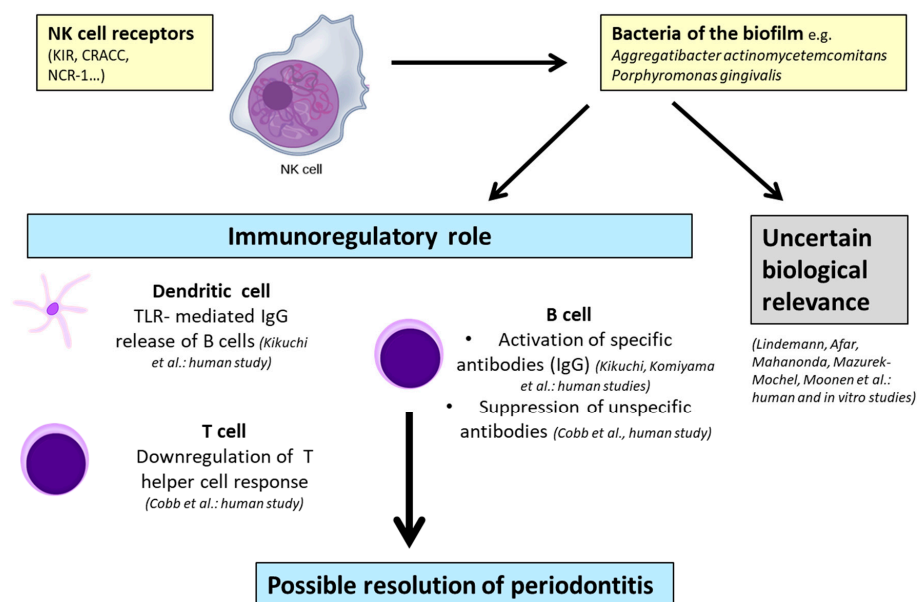 NK cell receptors
(KIR, CRACC,
NCR-1...)
NK cell
Bacteria of the biofilm e.g.
Aggregatibacter actinomycetemcomitans
Porphyromonas gingivalis
Immunoregulatory role
Uncertain
biological
relevance
(Lindemann, Afar,
Mahanonda, Mazurek-
Mochel, Moonen et al.:
human and in vitro studies)
Dendritic cell
TLR- mediated IgG
release of B cells (Kikuchi
et al.: human study)
T cell
Downregulation of T
helper cell response
(Cobb et al.: human study)
B cell
• Activation of specific
antibodies (IgG) (Kikuchi, Komiyama
et al.: human studies)
• Suppression of unspecific
antibodies (Cobb et al., human study)
Possible resolution of periodontitis